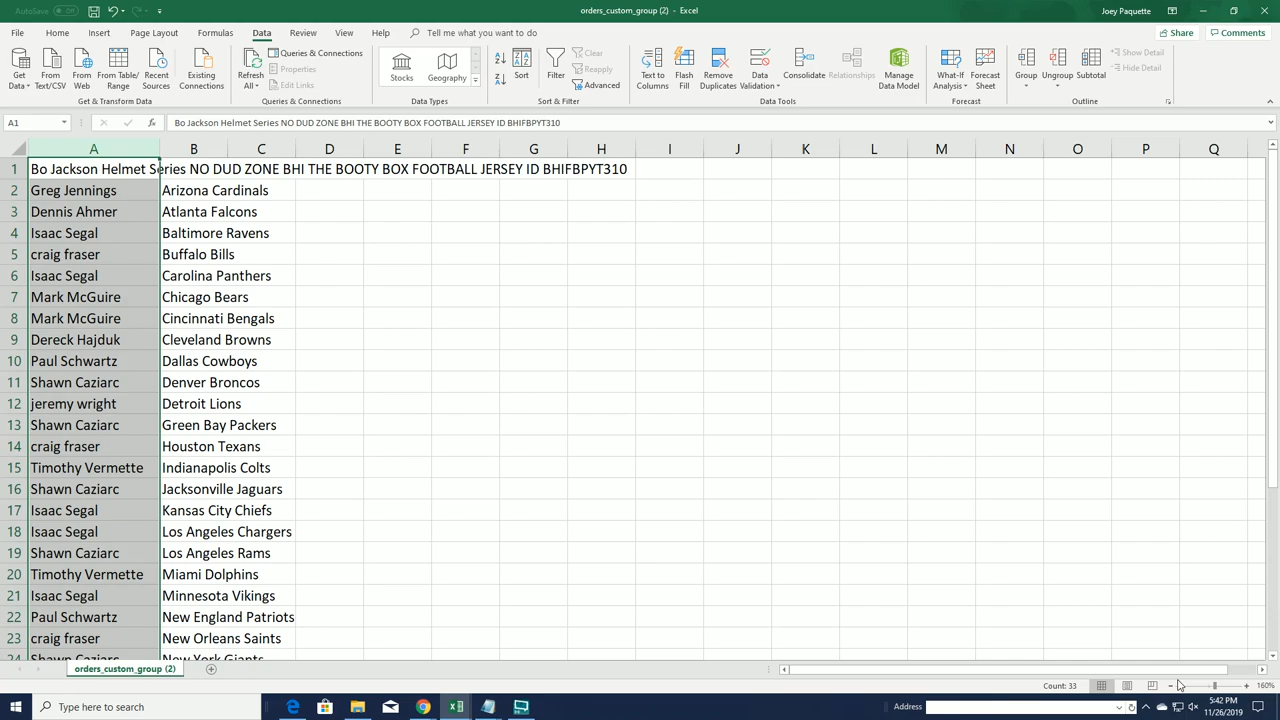 AutoSave Off
orders_custom_group (2) - Excel
Joey Paquette
File Home Insert Page Layout Formulas Data Review View Help Tell me what you want to do Share Comments
Get Data From Text/CSV From Web From Table/Range Recent Sources Existing Connections
Get & Transform Data
Refresh All Queries & Connections Properties Edit Links
Queries & Connections
Stocks Geography
Data Types
Sort Filter Clear Reapply Advanced
Sort & Filter
Text to Columns Flash Fill Remove Duplicates Data Validation Consolidate Relationships Manage Data Model
Data Tools
What-If Analysis Forecast Sheet
Forecast
Group Ungroup Subtotal Show Detail Hide Detail
Outline
A1 fx Bo Jackson Helmet Series NO DUD ZONE BHI THE BOOTY BOX FOOTBALL JERSEY ID BHIFBPYT310
A B C D E F G H I J K L M N O P Q
1 Bo Jackson Helmet Series NO DUD ZONE BHI THE BOOTY BOX FOOTBALL JERSEY ID BHIFBPYT310
2 Greg Jennings Arizona Cardinals
3 Dennis Ahmer Atlanta Falcons
4 Isaac Segal Baltimore Ravens
5 craig fraser Buffalo Bills
6 Isaac Segal Carolina Panthers
7 Mark McGuire Chicago Bears
8 Mark McGuire Cincinnati Bengals
9 Dereck Hajduk Cleveland Browns
10 Paul Schwartz Dallas Cowboys
11 Shawn Caziarc Denver Broncos
12 jeremy wright Detroit Lions
13 Shawn Caziarc Green Bay Packers
14 craig fraser Houston Texans
15 Timothy Vermette Indianapolis Colts
16 Shawn Caziarc Jacksonville Jaguars
17 Isaac Segal Kansas City Chiefs
18 Isaac Segal Los Angeles Chargers
19 Shawn Caziarc Los Angeles Rams
20 Timothy Vermette Miami Dolphins
21 Isaac Segal Minnesota Vikings
22 Paul Schwartz New England Patriots
23 craig fraser New Orleans Saints
24 Shawn Caziarc New York Giants
orders_custom_group (2)
Count: 33 160%
Type here to search
Address
5:42 PM
11/26/2019